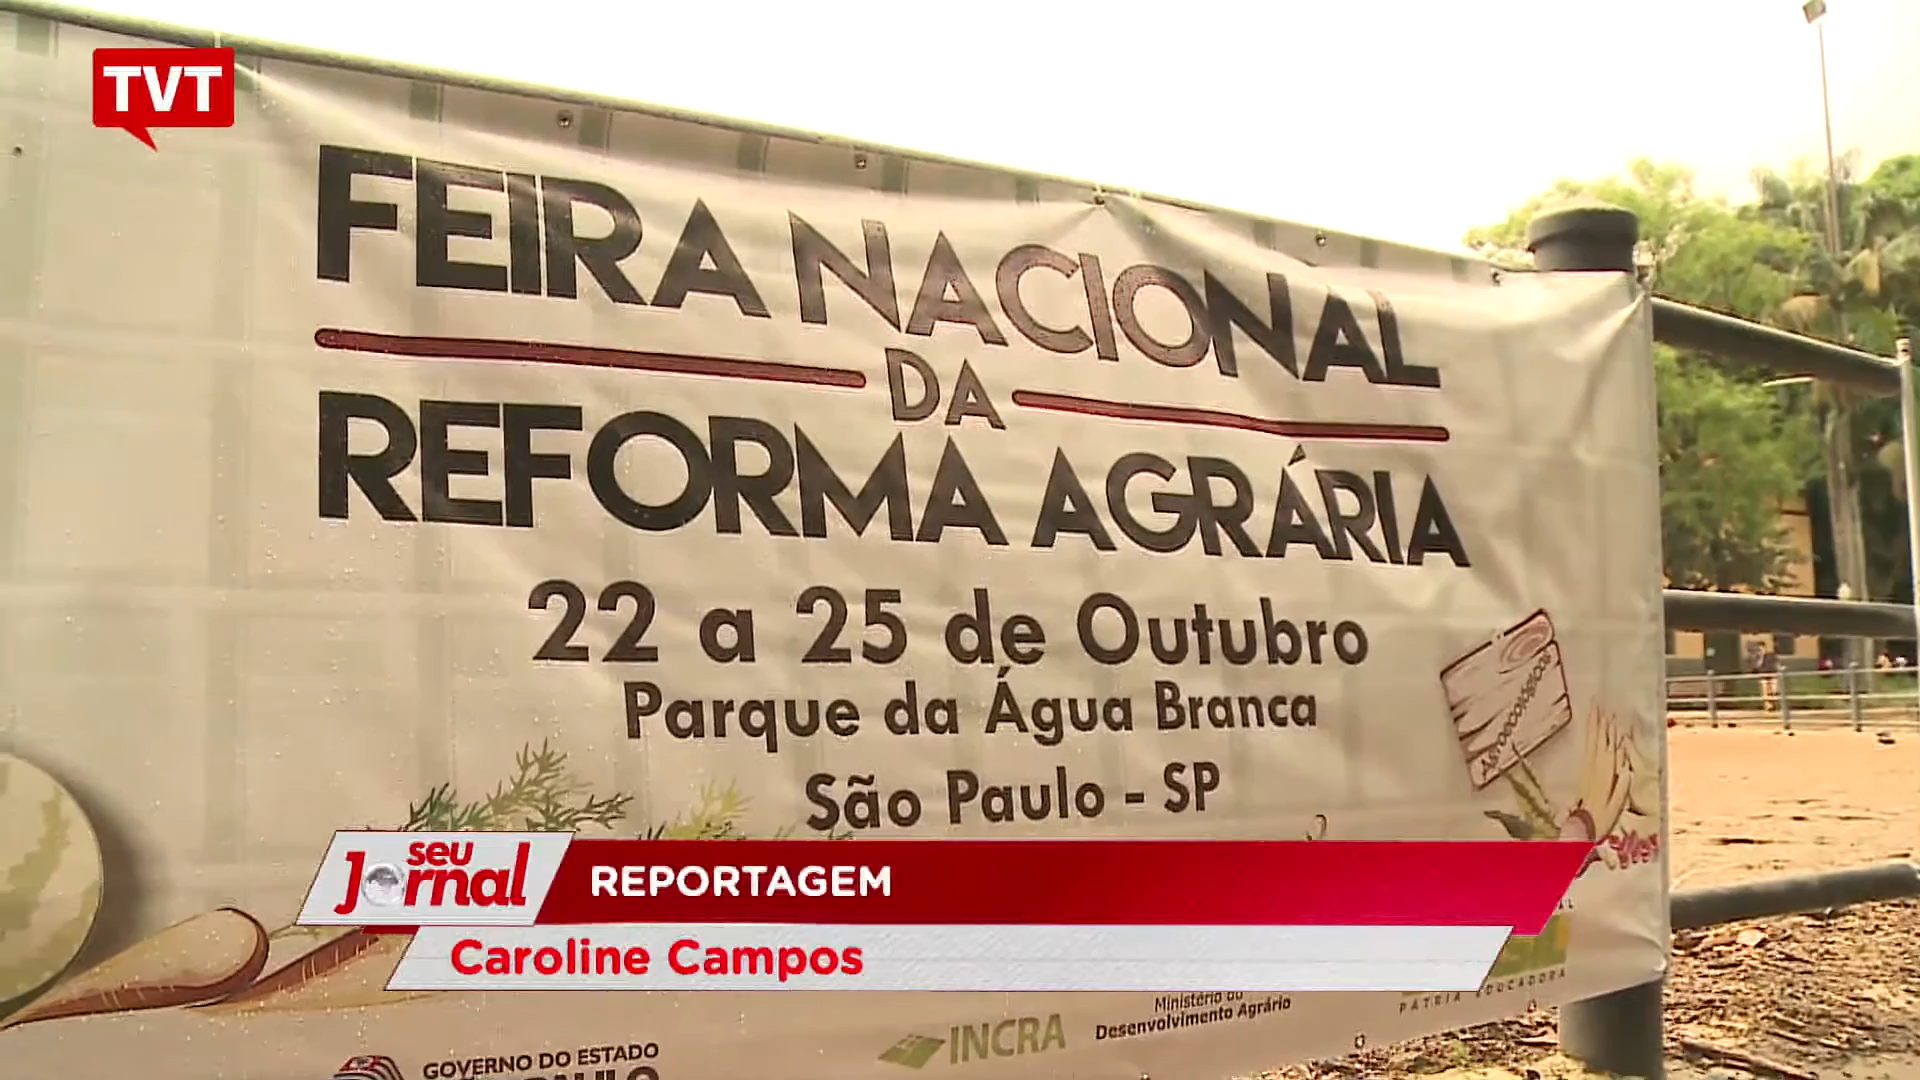 TVT
FEIRA NACIONAL
DA
REFORMA AGRÁRIA
22 a 25 de Outubro
Parque da Água Branca
São Paulo - SP
Agroecológicos
seu
Jornal
REPORTAGEM
Caroline Campos
PÁTRIA EDUCADORA
Ministério do
Desenvolvimento Agrário
INCRA
GOVERNO DO ESTADO